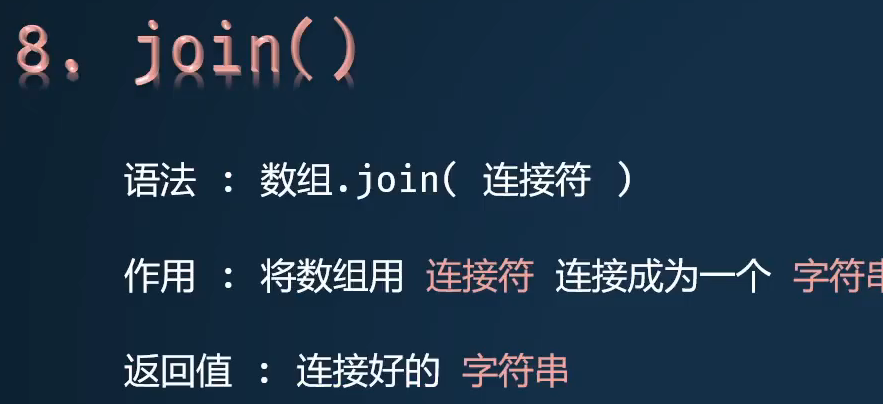 8. join()
语法 : 数组.join( 连接符 )
作用 : 将数组用 连接符 连接成为一个 字符串
返回值 : 连接好的 字符串